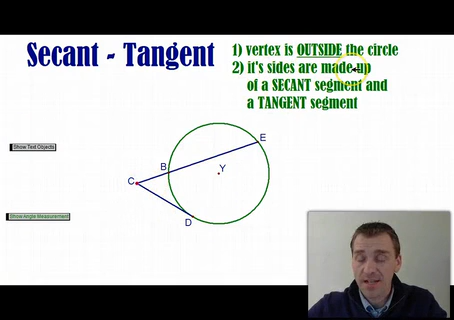 Secant - Tangent
1) vertex is OUTSIDE the circle
2) it's sides are made up
of a SECANT segment and
a TANGENT segment
Show Text Objects
E
B
Y
C
D
Show Angle Measurement